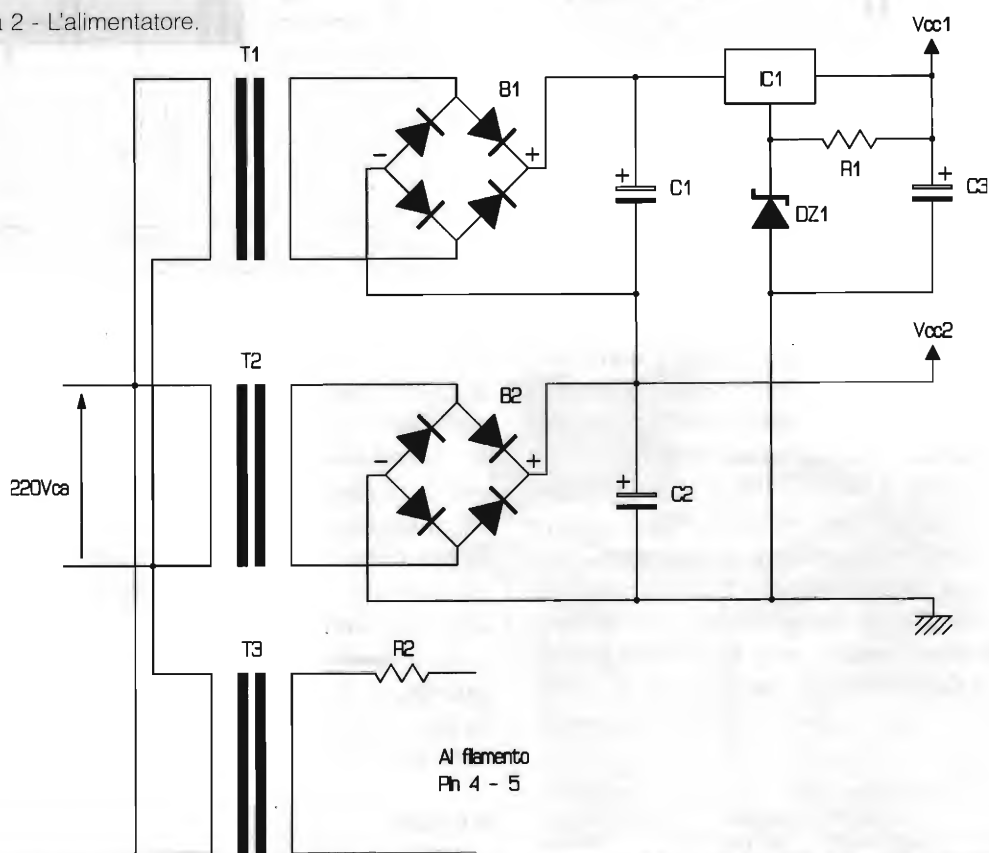 2 - L'alimentatore.
Vcc1
T1
B1
IC1
- +
+
C1
R1
+
C3
DZ1
Vcc2
T2
B2
220Vca
- +
+
C2
T3
R2
Al filamento
Pin 4 - 5